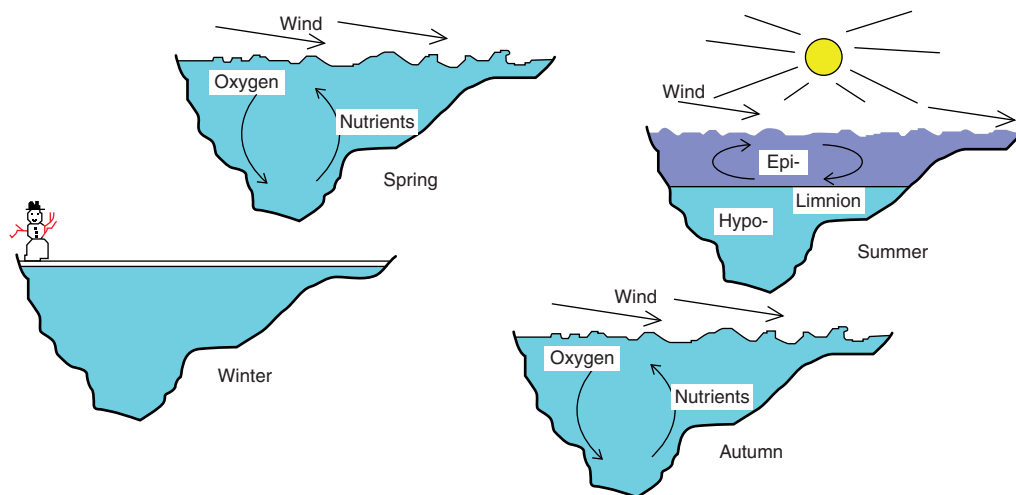 Wind
Oxygen
Nutrients
Spring
Wind
Epi-
Limnion
Hypo-
Summer
Winter
Wind
Oxygen
Nutrients
Autumn